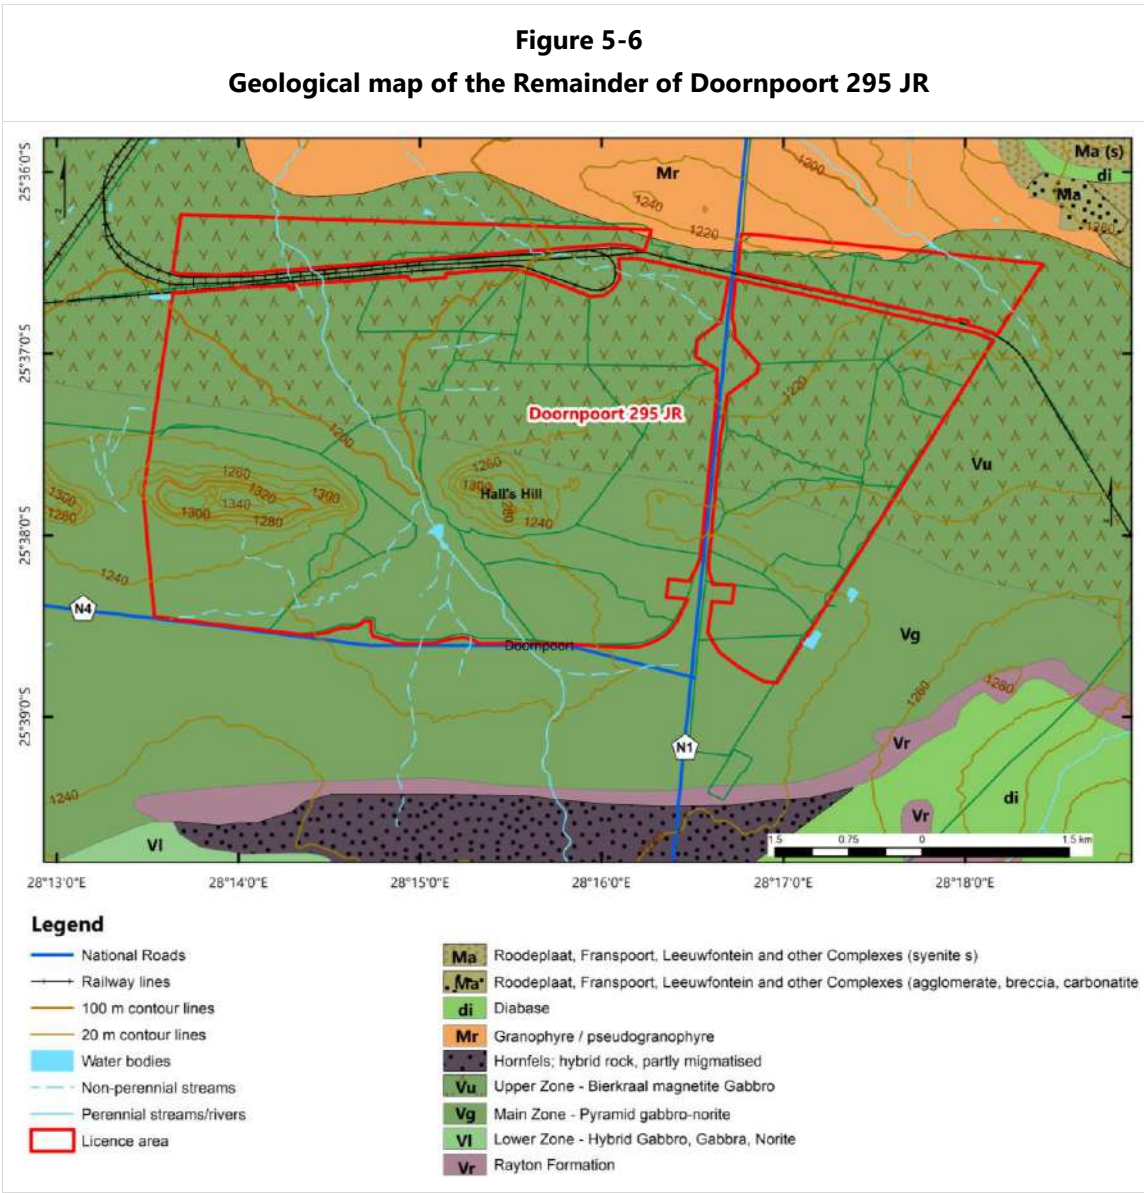 Figure 5-6
Geological map of the Remainder of Doornpoort 295 JR
25°36'0"S
25°37'0"S
25°38'0"S
25°39'0"S
Mr
Ma (s)
di
Ma
1200
1240
1220
1260
1220
Doornpoort 295 JR
1260
Vu
1260
1320
1300
1340
1300
1280
1300
1280
1260
1300
Hall's Hill
1280
1240
1240
N4
Doornpoort
Vg
1260
1280
N1
Vr
1240
di
Vr
Vl
1.5 0.75 0 1.5 km
28°13'0"E 28°14'0"E 28°15'0"E 28°16'0"E 28°17'0"E 28°18'0"E
Legend
National Roads
Railway lines
100 m contour lines
20 m contour lines
Water bodies
Non-perennial streams
Perennial streams/rivers
Licence area
Ma Roodeplaat, Franspoort, Leeuwfontein and other Complexes (syenite s)
Ma Roodeplaat, Franspoort, Leeuwfontein and other Complexes (agglomerate, breccia, carbonatite
di Diabase
Mr Granophyre / pseudogranophyre
Hornfels; hybrid rock, partly migmatised
Vu Upper Zone - Bierkraal magnetite Gabbro
Vg Main Zone - Pyramid gabbro-norite
Vl Lower Zone - Hybrid Gabbro, Gabbra, Norite
Vr Rayton Formation